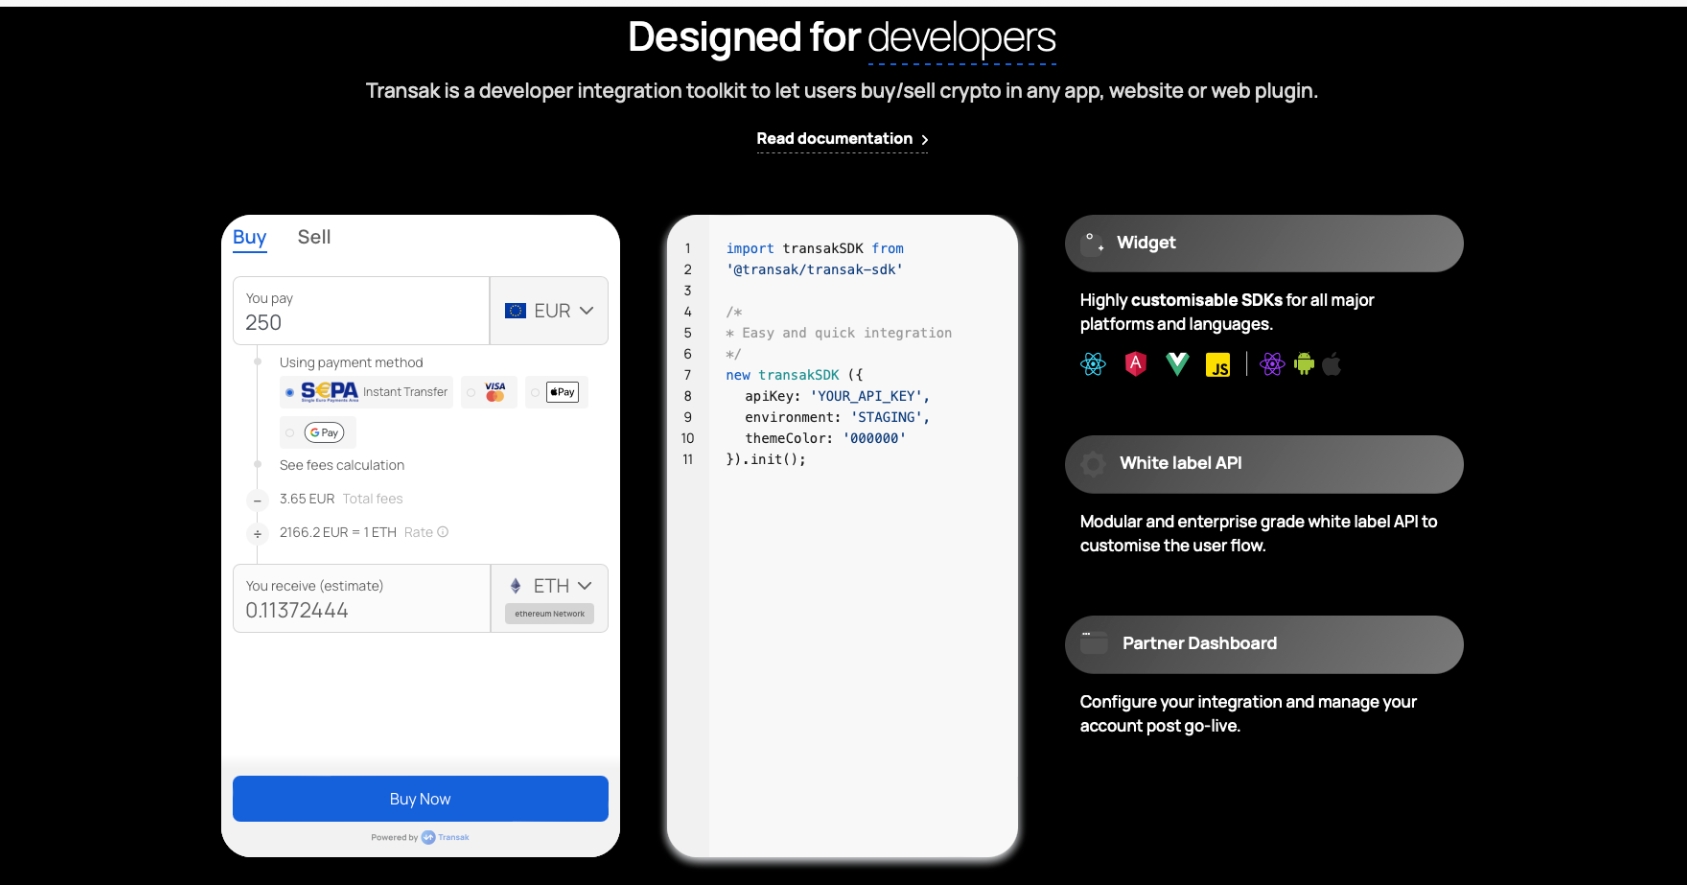 Designed for developers
Transak is a developer integration toolkit to let users buy/sell crypto in any app, website or web plugin.
Read documentation >
Buy Sell
You pay
250
EUR
Using payment method
S€PA Instant Transfer VISA Pay
Single Euro Payments Area
G Pay
See fees calculation
− 3.65 EUR Total fees
÷ 2166.2 EUR = 1 ETH Rate
You receive (estimate)
0.11372444
ETH
ethereum Network
Buy Now
Powered by Transak
1 import transakSDK from
2 '@transak/transak-sdk'
3
4 /*
5 * Easy and quick integration
6 */
7 new transakSDK ({
8 apiKey: 'YOUR_API_KEY',
9 environment: 'STAGING',
10 themeColor: '000000'
11 }).init();
Widget
Highly customisable SDKs for all major
platforms and languages.
A JS
White label API
Modular and enterprise grade white label API to
customise the user flow.
Partner Dashboard
Configure your integration and manage your
account post go-live.